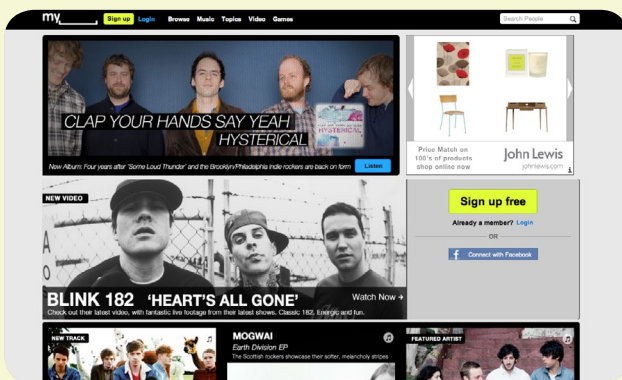 my
Sign up Login Browse Music Topics Video Games
Search People
CLAP YOUR HANDS SAY YEAH
HYSTERICAL
HYSTERICAL
New Album: Four years after 'Some Loud Thunder' and the Brooklyn/Philadelphia indie rockers are back on form
Listen
Price Match on
100's of products
shop online now
John Lewis
johnlewis.com
NEW VIDEO
BLINK 182 'HEART'S ALL GONE'
Watch Now
Check out their latest video, with fantastic live footage from their latest shows. Classic 182. Energic and fun.
Sign up free
Already a member? Login
OR
f Connect with Facebook
NEW TRACK
MOGWAI
Earth Division EP
The Scottish rockers showcase their softer, melancholy stripes
FEATURED ARTIST